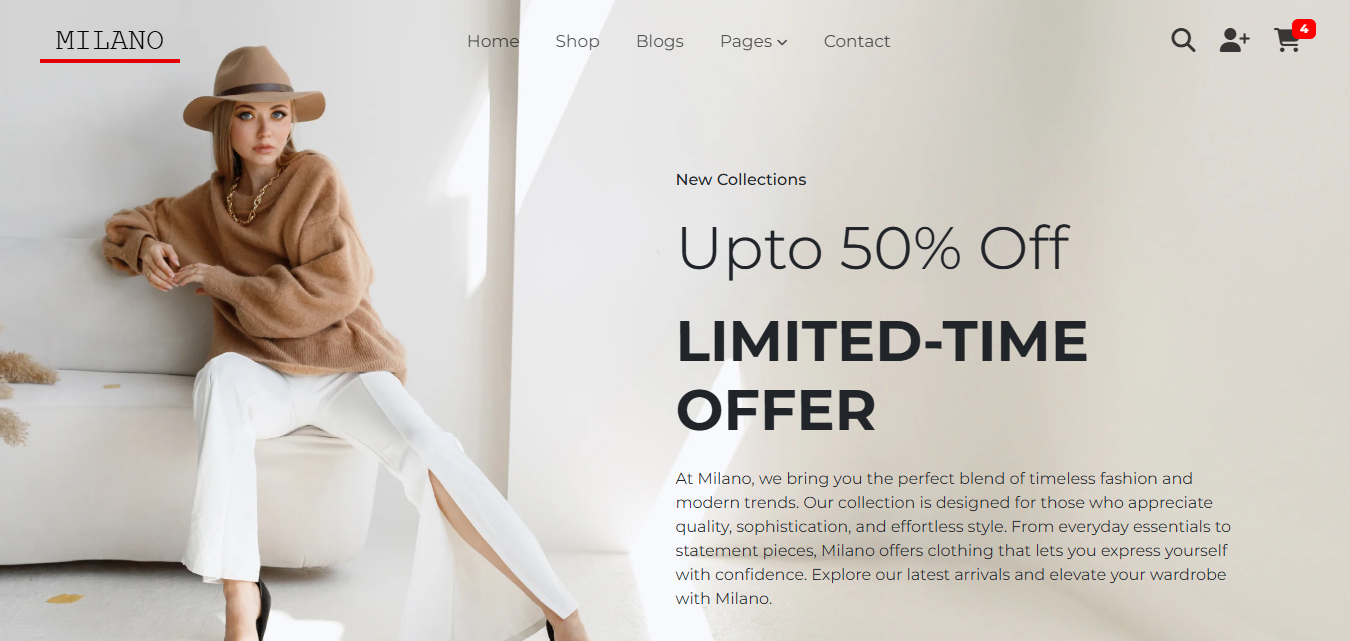 MILANO
Home Shop Blogs Pages Contact
4
New Collections
Upto 50% Off
LIMITED-TIME
OFFER
At Milano, we bring you the perfect blend of timeless fashion and
modern trends. Our collection is designed for those who appreciate
quality, sophistication, and effortless style. From everyday essentials to
statement pieces, Milano offers clothing that lets you express yourself
with confidence. Explore our latest arrivals and elevate your wardrobe
with Milano.